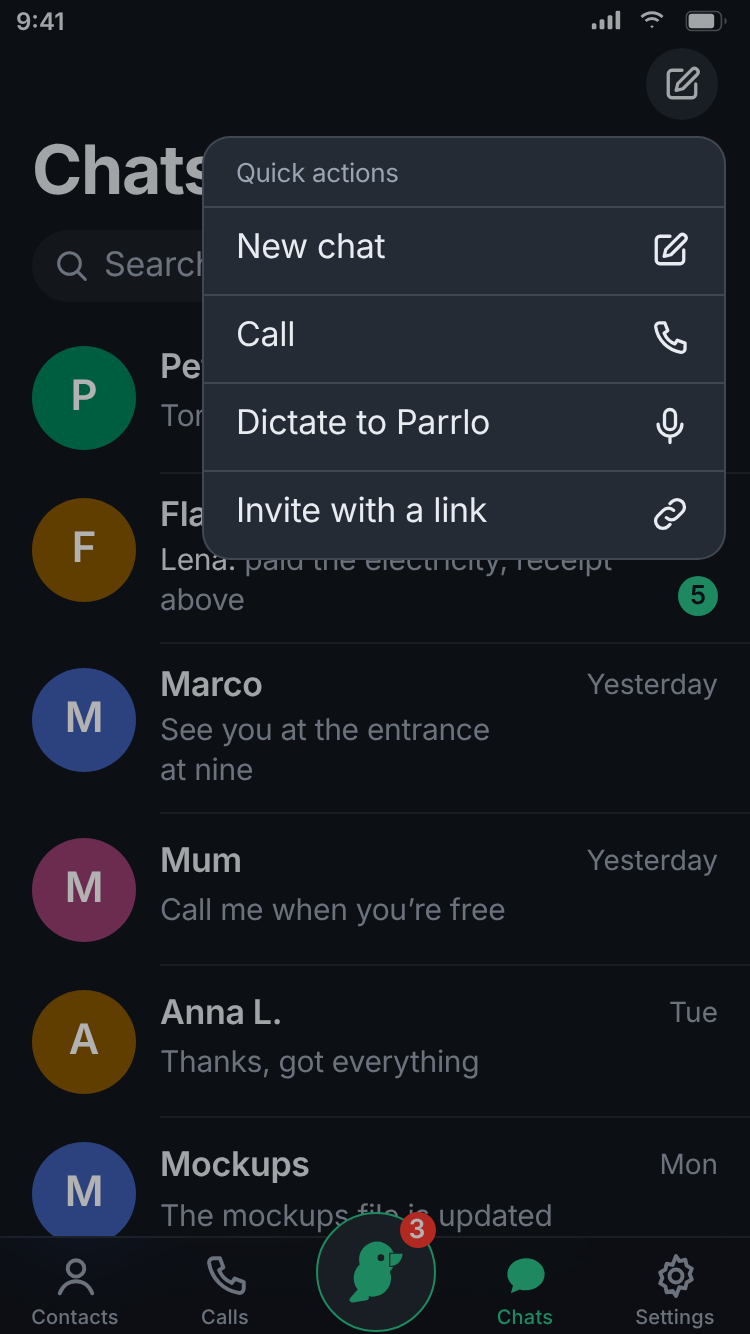 9:41
Chats
Quick actions
New chat
Call
Dictate to Parrlo
Invite with a link
Search
P
F
Lena: paid the electricity, receipt
above
5
M
Marco
Yesterday
See you at the entrance
at nine
M
Mum
Yesterday
Call me when you’re free
A
Anna L.
Tue
Thanks, got everything
M
Mockups
Mon
The mockups file is updated
3
Contacts
Calls
Chats
Settings